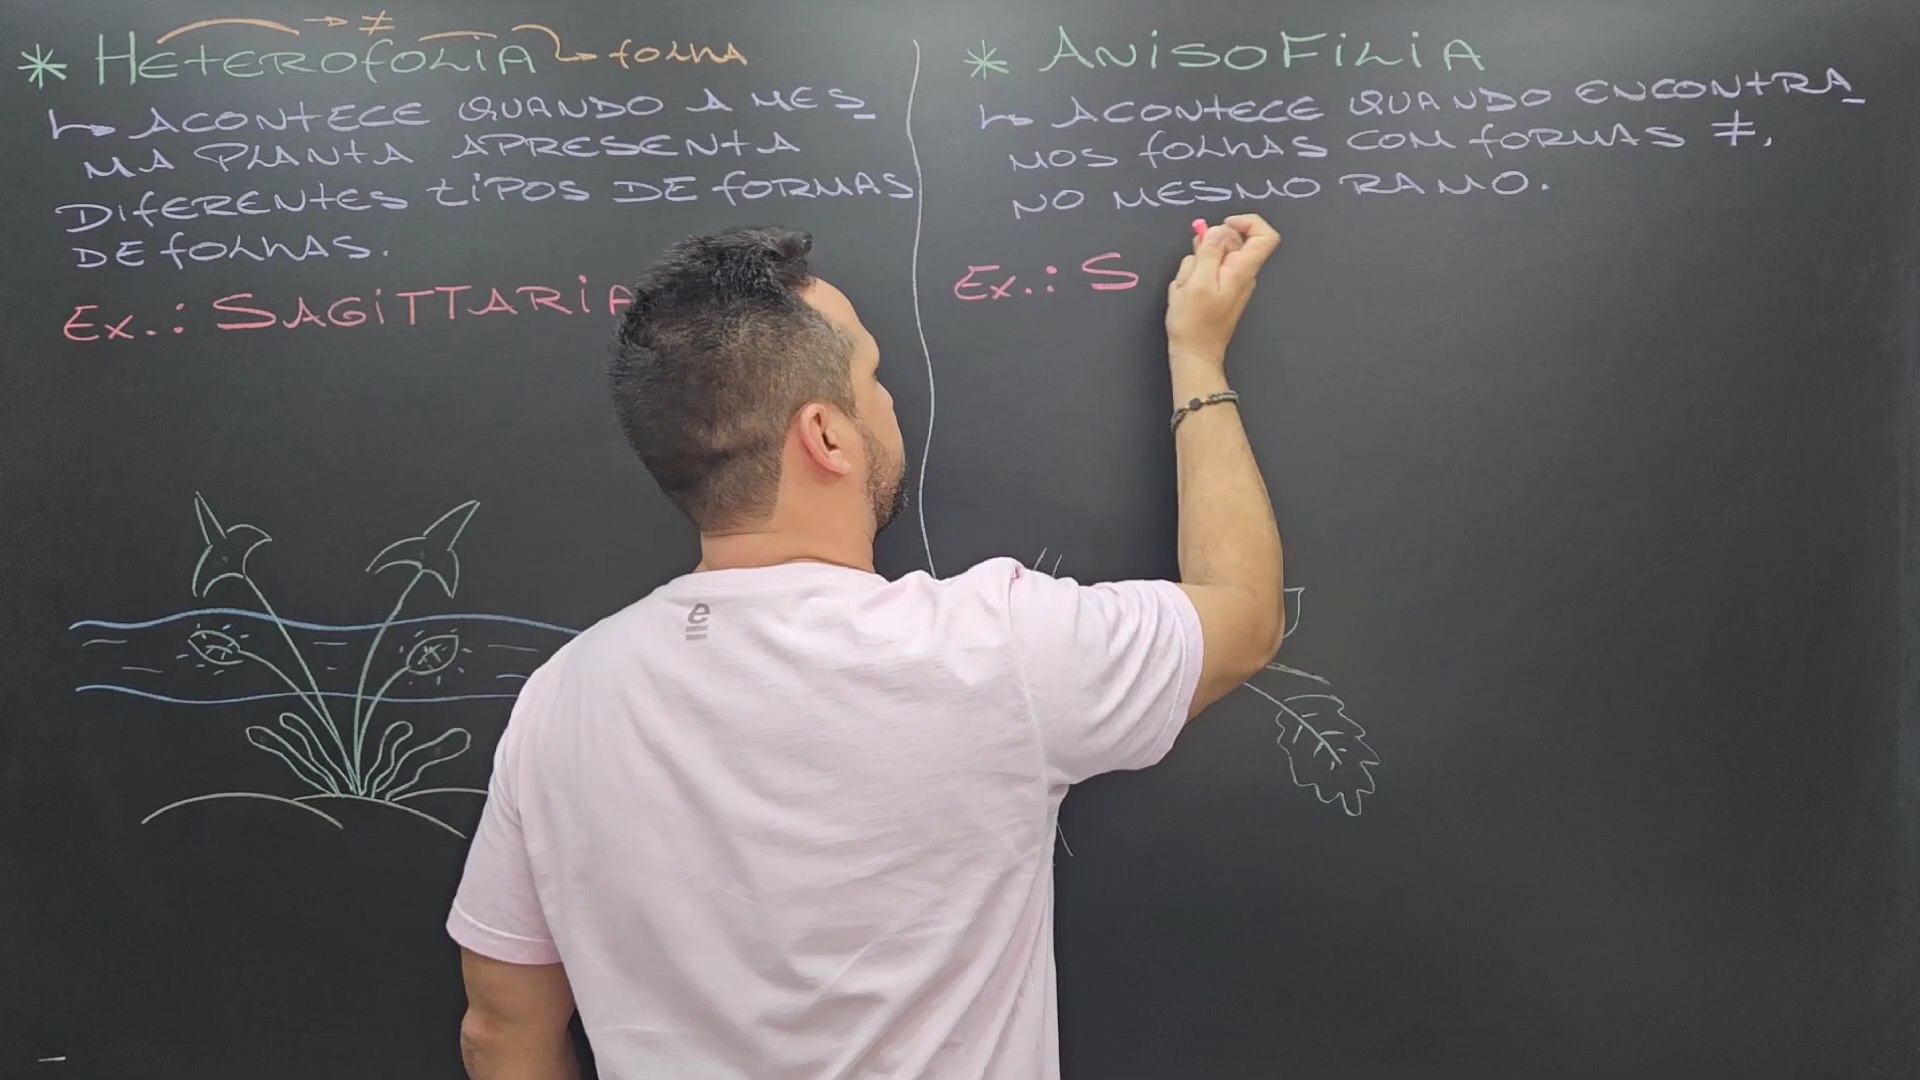 * HETEROFOLIA → ≠ ↳ FOLHA
↳ ACONTECE QUANDO A MES_
MA PLANTA APRESENTA
DIFERENTES TIPOS DE FORMAS
DE FOLHAS.
EX.: SAGITTARIA
* ANISOFILIA
↳ ACONTECE QUANDO ENCONTRA_
MOS FOLHAS COM FORMAS ≠,
NO MESMO RAMO.
EX.: S